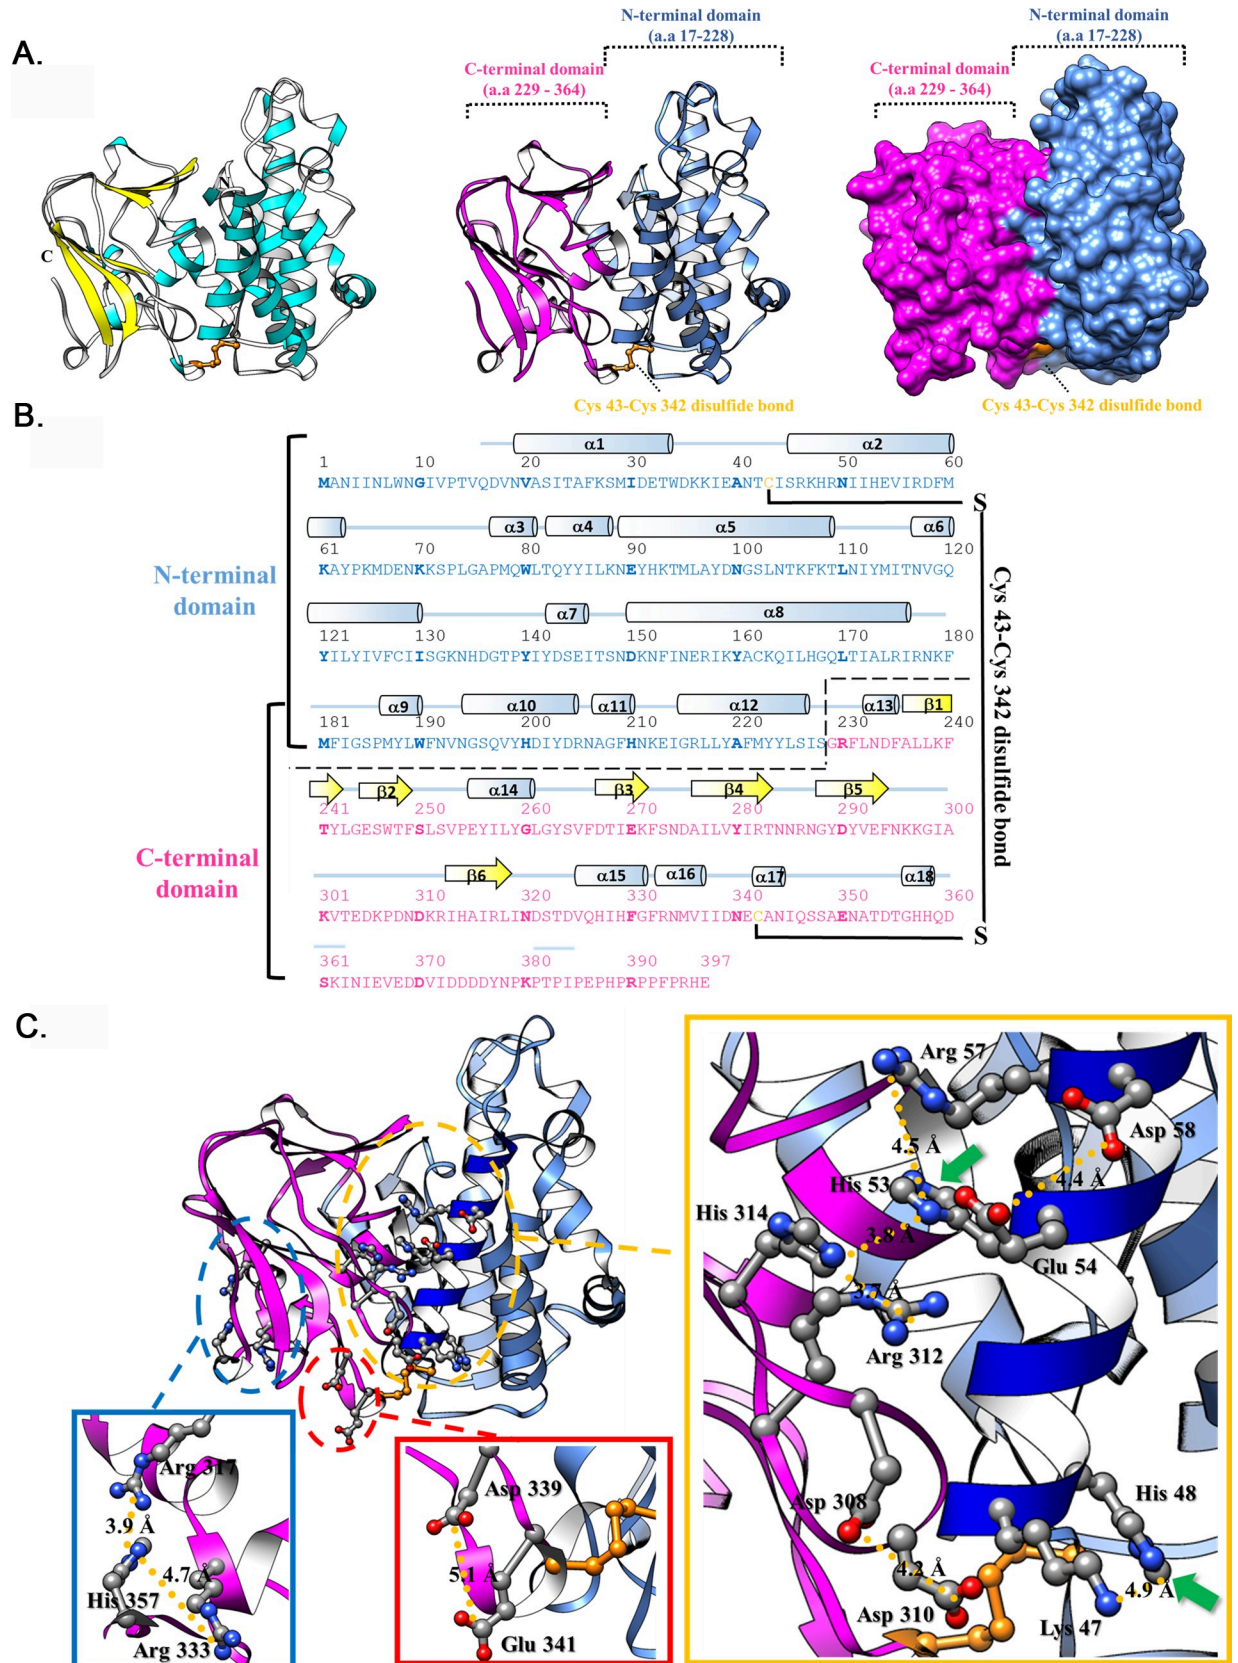 A.
N-terminal domain
(a.a 17-228)
C-terminal domain
(a.a 229 - 364)
N-terminal domain
(a.a 17-228)
C-terminal domain
(a.a 229 - 364)
C
Cys 43-Cys 342 disulfide bond
Cys 43-Cys 342 disulfide bond
B.
α1 α2
1 10 20 30 40 50 60
MANIINLWNGIVPTVQDVNVASITAFKSMIDETWDKKIEANTCISRKHRNIIHEVIRDFM
S
α3 α4 α5 α6
61 70 80 90 100 110 120
KAYPKMDENKKSPLGAPMQWLTQYYILKNEYHKTMLAYDNGSLNTKFKTLNIYMITNVGQ
N-terminal
domain
α7 α8
121 130 140 150 160 170 180
YILYIVFCIISGKNHDGTPYIYDSEITSNDKNFINERIKYACKQILHGQLTIALRIRNKF
α9 α10 α11 α12 α13 β1
181 190 200 210 220 230 240
MFIGSPMYLWFNVNGSQVYHDIYDRNAGFHNKEIGRLLYAFMYYLSISGRFLNDFALLKF
β2 α14 β3 β4 β5
241 250 260 270 280 290 300
TYLGESWTFSLSVPEYILYGLGYSVFDTIEKFSNDAILVYIRTNNRNGYDYVEFNKKGIA
C-terminal
domain
β6 α15 α16 α17 α18
301 310 320 330 340 350 360
KVTEDKPDNDKRIHAIRLINDSTDVQHIHFGFRNMVIIDNECANIQSSAENATDTGHHQD
S
361 370 380 390 397
SKINIEVEDDVIDDDDYNPKPTPIPEPHPRPPFPRHE
Cys 43-Cys 342 disulfide bond
C.
Arg 57
Asp 58
4.5 Å
4.4 Å
His 53
His 314
3.8 Å
Glu 54
3.7 Å
Arg 312
His 48
Asp 308
4.2 Å
4.9 Å
Asp 310
Lys 47
Arg 317
3.9 Å
4.7 Å
His 357
Arg 333
Asp 339
5.1 Å
Glu 341